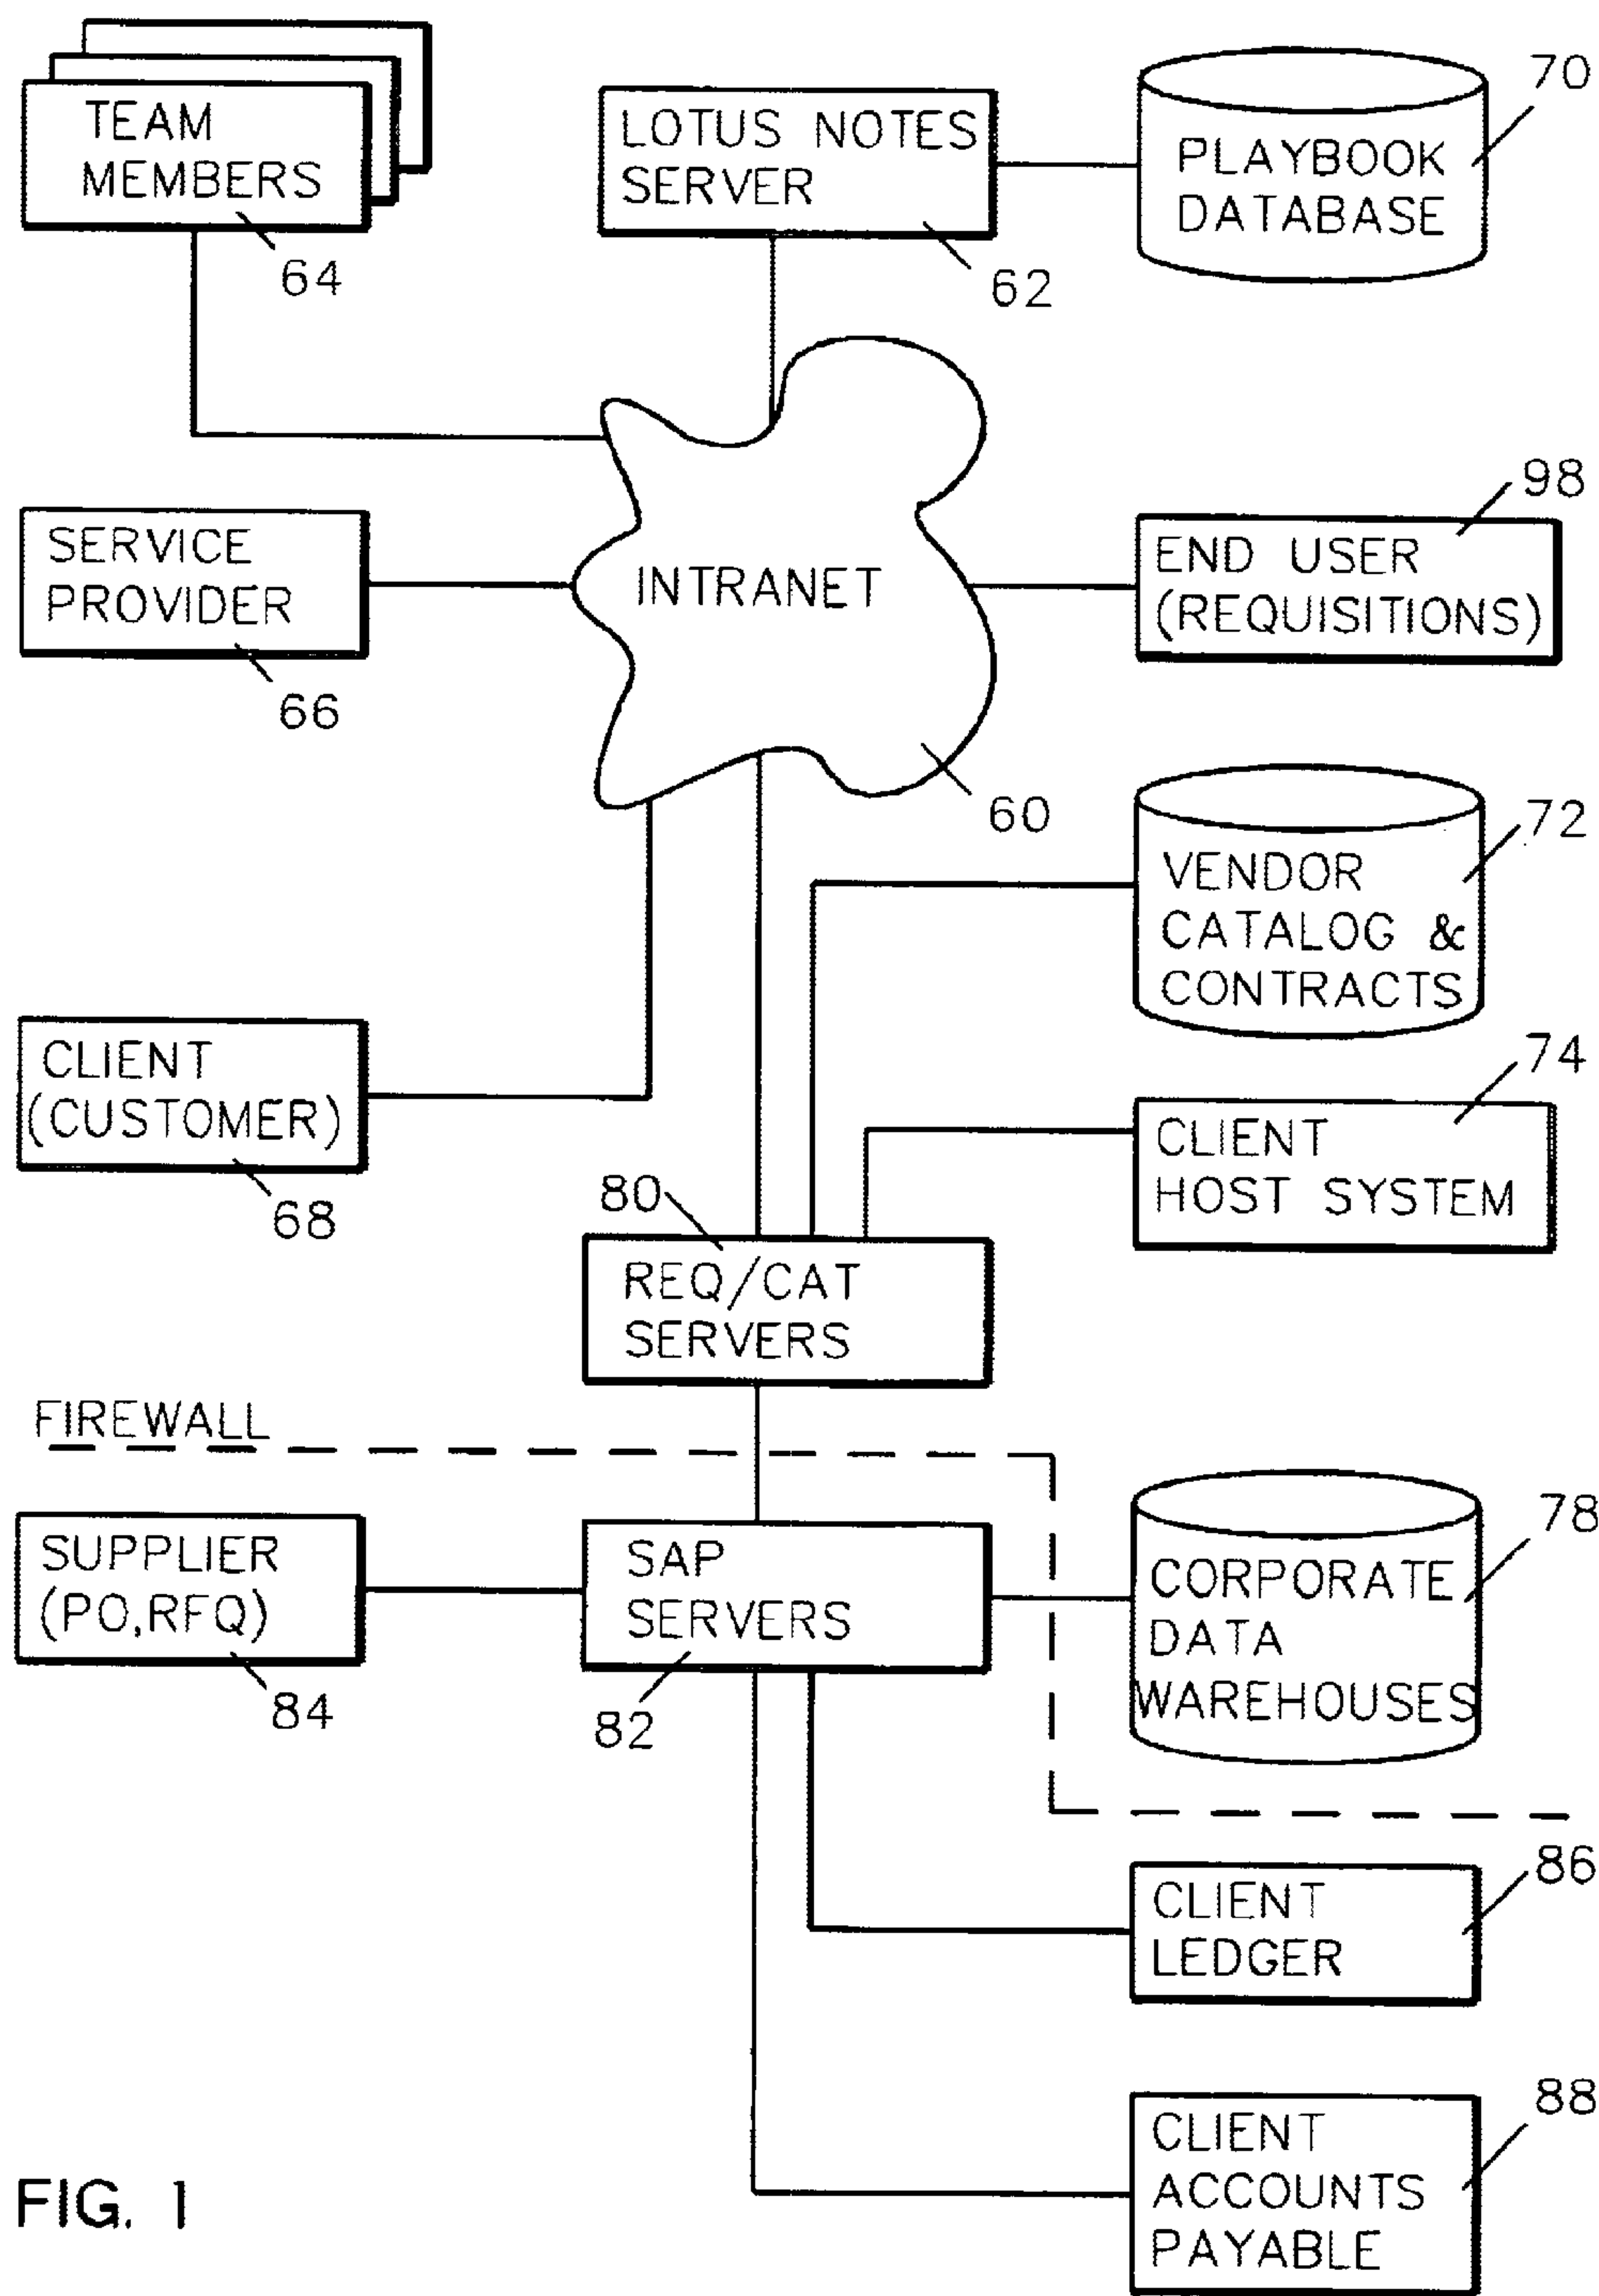 TEAM
MEMBERS
64
LOTUS NOTES
SERVER
62
PLAYBOOK
DATABASE
70
SERVICE
PROVIDER
66
INTRANET
60
END USER
(REQUISITIONS)
98
VENDOR
CATALOG &
CONTRACTS
72
CLIENT
(CUSTOMER)
68
CLIENT
HOST SYSTEM
74
80
REQ/CAT
SERVERS
FIREWALL
SUPPLIER
(PO,RFQ)
84
SAP
SERVERS
82
CORPORATE
DATA
WAREHOUSES
78
CLIENT
LEDGER
86
CLIENT
ACCOUNTS
PAYABLE
88
FIG. 1